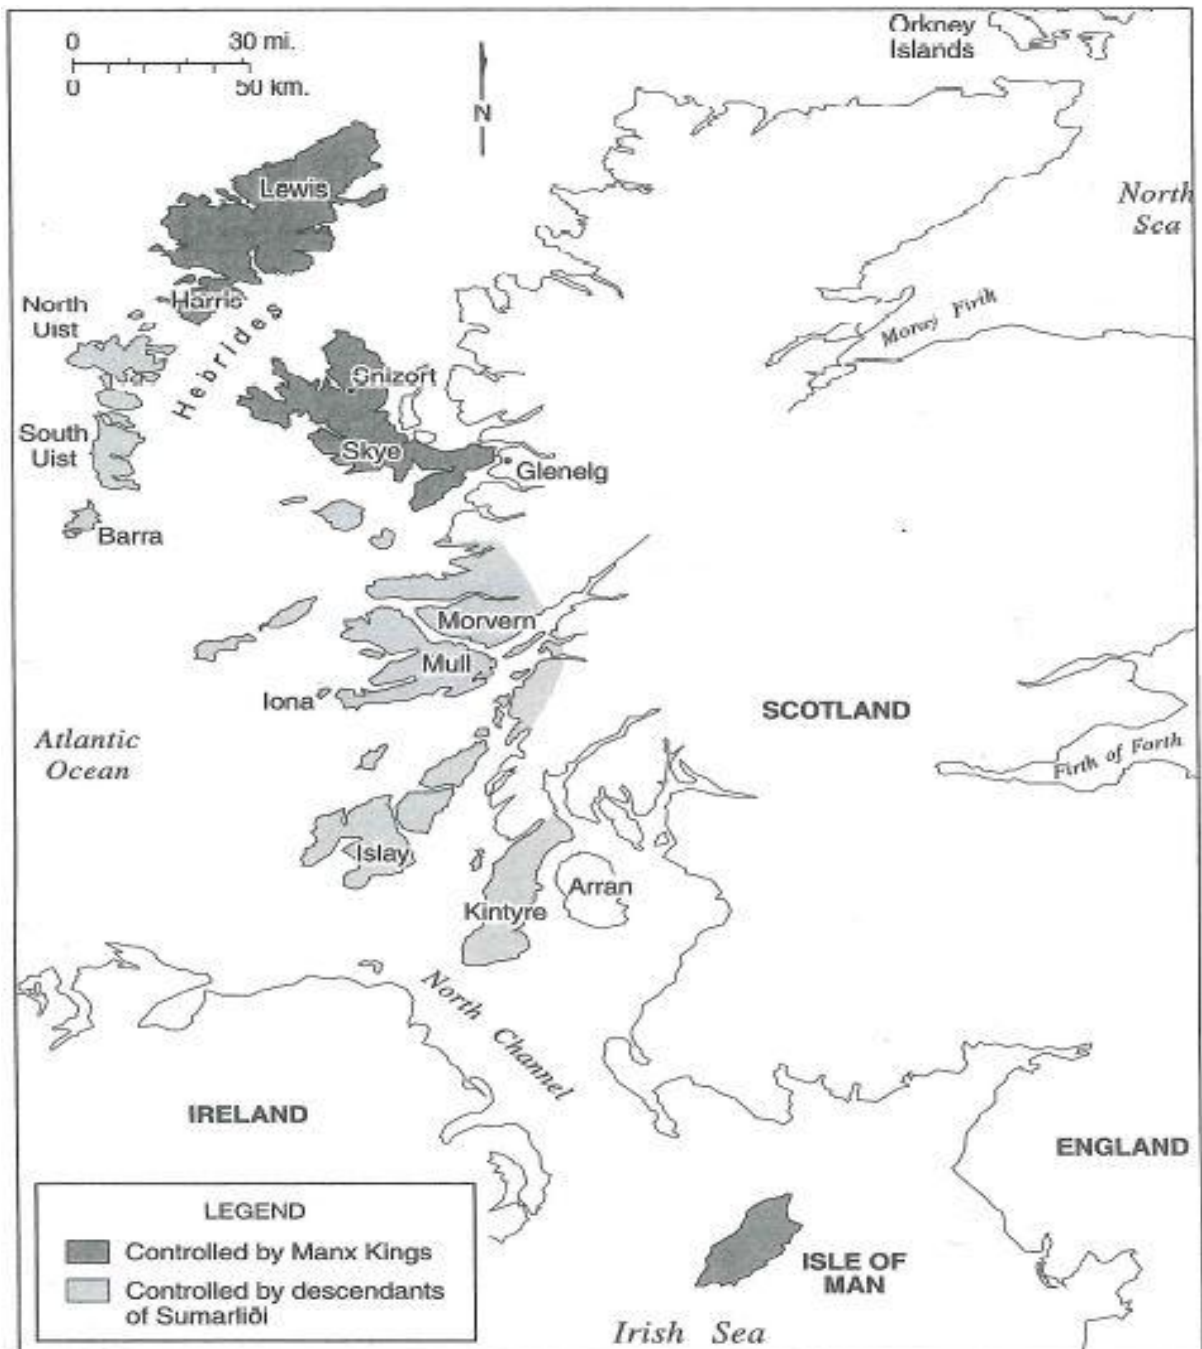 Orkney
Islands
0 30 mi.
0 50 km.
N
Lewis
North
Sea
Harris
North
Uist
Hebrides
Moray Firth
Snizort
South
Uist
Skye
Glenelg
Barra
Morvern
Mull
Iona
SCOTLAND
Atlantic
Ocean
Firth of Forth
Islay
Arran
Kintyre
North Channel
IRELAND
ENGLAND
LEGEND
Controlled by Manx Kings
Controlled by descendants
of Sumarliði
ISLE OF
MAN
Irish Sea